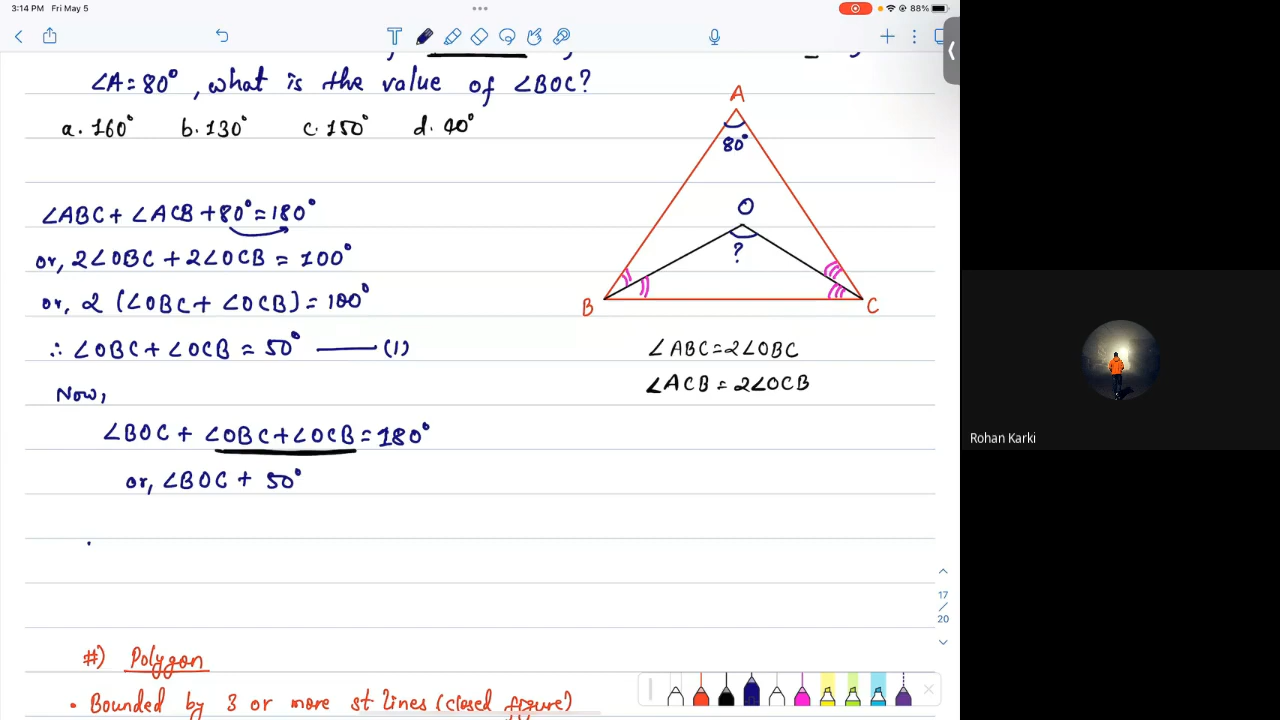 3:14 PM Fri May 5
88%
∠A=80°, what is the value of ∠BOC?
a. 160° b. 130° c. 150° d. 40°
A
80°
O
?
B
C
∠ABC + ∠ACB + 80° = 180°
or, 2∠OBC + 2∠OCB = 100°
or, 2 (∠OBC + ∠OCB) = 100°
∴ ∠OBC + ∠OCB = 50° ——— (1)
∠ABC = 2∠OBC
∠ACB = 2∠OCB
Now,
∠BOC + ∠OBC + ∠OCB = 180°
or, ∠BOC + 50°
#) Polygon
• Bounded by 3 or more st lines (closed figure)
17
/
20
Rohan Karki